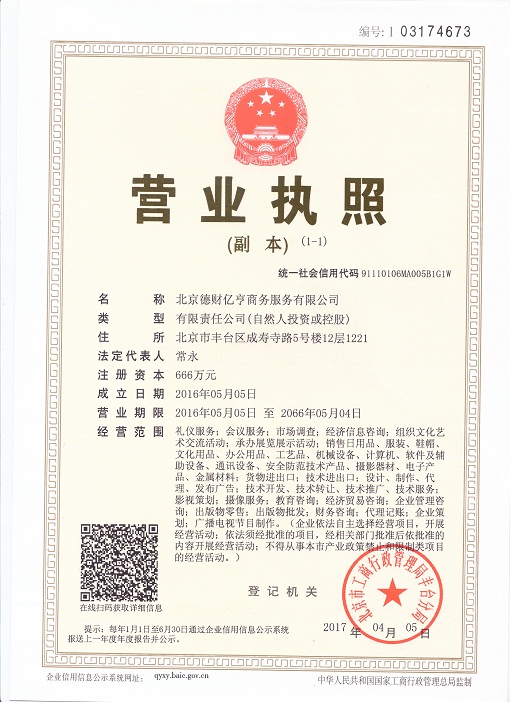 编号:1 03174673
营业执照
(副 本) (1-1)
统一社会信用代码 91110106MA005B1G1W
名 称 北京德财亿亨商务服务有限公司
类 型 有限责任公司(自然人投资或控股)
住 所 北京市丰台区成寿寺路5号楼12层1221
法定代表人 常永
注册资本 666万元
成立日期 2016年05月05日
营业期限 2016年05月05日 至 2066年05月04日
经营范围 礼仪服务；会议服务；市场调查；经济信息咨询；组织文化艺
术交流活动；承办展览展示活动；销售日用品、服装、鞋帽、
文化用品、办公用品、工艺品、机械设备、计算机、软件及辅
助设备、通讯设备、安全防范技术产品、摄影器材、电子产
品、金属材料；货物进出口；技术进出口；设计、制作、代
理、发布广告；技术开发、技术转让、技术推广、技术服务；
影视策划；摄像服务；教育咨询；经济贸易咨询；企业管理咨
询；出版物零售；出版物批发；财务咨询；代理记账；企业策
划；广播电视节目制作。（企业依法自主选择经营项目，开展
经营活动；依法须经批准的项目，经相关部门批准后依批准的
内容开展经营活动；不得从事本市产业政策禁止和限制类项目
的经营活动。）
在线扫码获取详细信息
登记机关
北京市工商行政管理局丰台分局
2017 年 04 月 05 日
提示：每年1月1日至6月30日通过企业信用信息公示系统
报送上一年度年度报告并公示。
企业信用信息公示系统网址： qyxy.baic.gov.cn
中华人民共和国国家工商行政管理总局监制